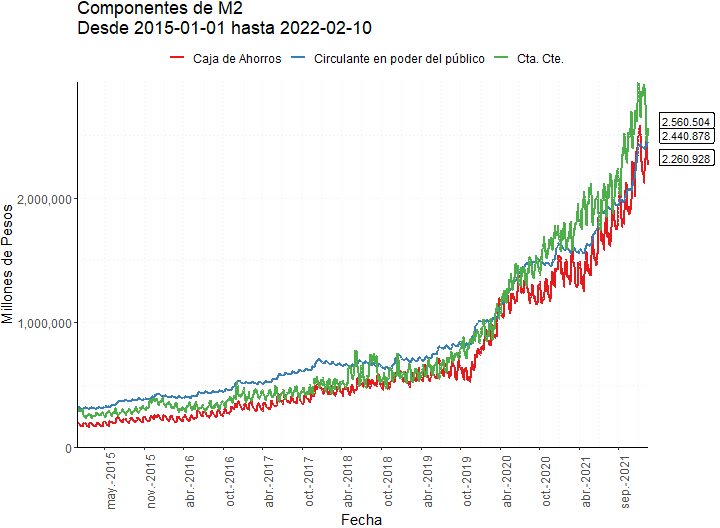 Componentes de M2
Desde 2015-01-01 hasta 2022-02-10
Caja de Ahorros Circulante en poder del público Cta. Cte.
2.560.504
2.440.878
2.260.928
Millones de Pesos
2,000,000
1,000,000
0
may.-2015
nov.-2015
abr.-2016
oct.-2016
abr.-2017
oct.-2017
abr.-2018
oct.-2018
abr.-2019
oct.-2019
abr.-2020
oct.-2020
abr.-2021
sep.-2021
Fecha